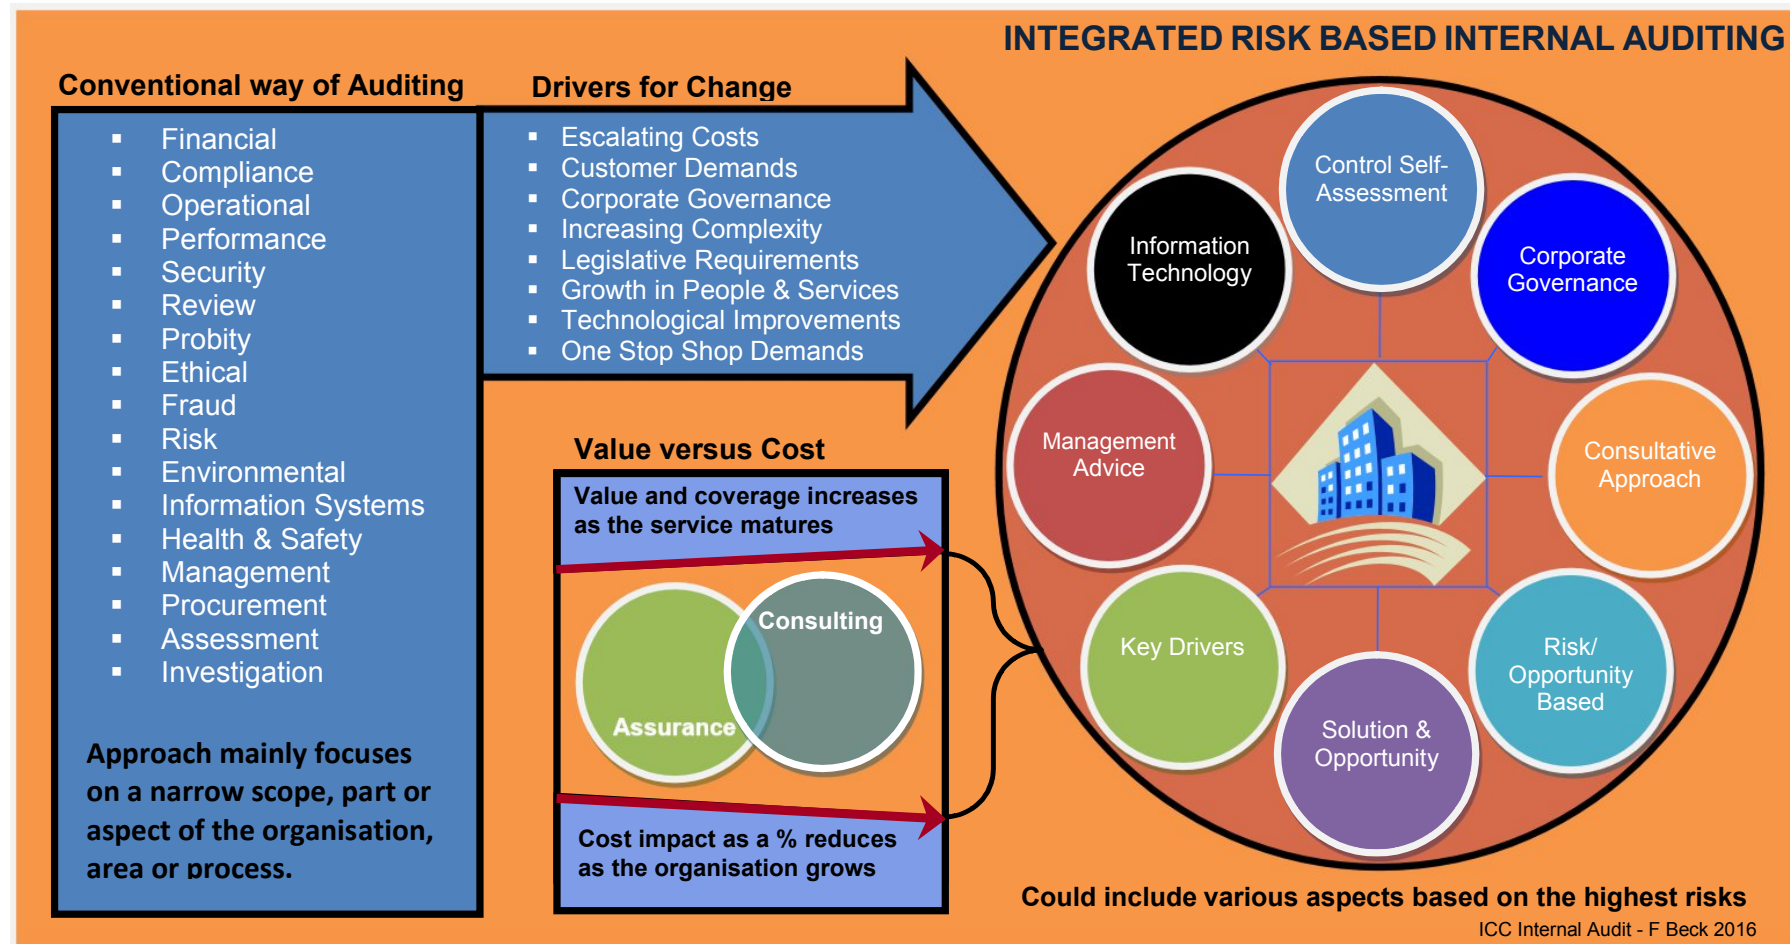 INTEGRATED RISK BASED INTERNAL AUDITING
Conventional way of Auditing
Financial
Compliance
Operational
Performance
Security
Review
Probity
Ethical
Fraud
Risk
Environmental
Information Systems
Health & Safety
Management
Procurement
Assessment
Investigation
Approach mainly focuses
on a narrow scope, part or
aspect of the organisation,
area or process.
Drivers for Change
Escalating Costs
Customer Demands
Corporate Governance
Increasing Complexity
Legislative Requirements
Growth in People & Services
Technological Improvements
One Stop Shop Demands
Value versus Cost
Value and coverage increases
as the service matures
Consulting
Assurance
Cost impact as a % reduces
as the organisation grows
Control Self-
Assessment
Corporate
Governance
Consultative
Approach
Risk/
Opportunity
Based
Solution &
Opportunity
Key Drivers
Management
Advice
Information
Technology
Could include various aspects based on the highest risks
ICC Internal Audit - F Beck 2016